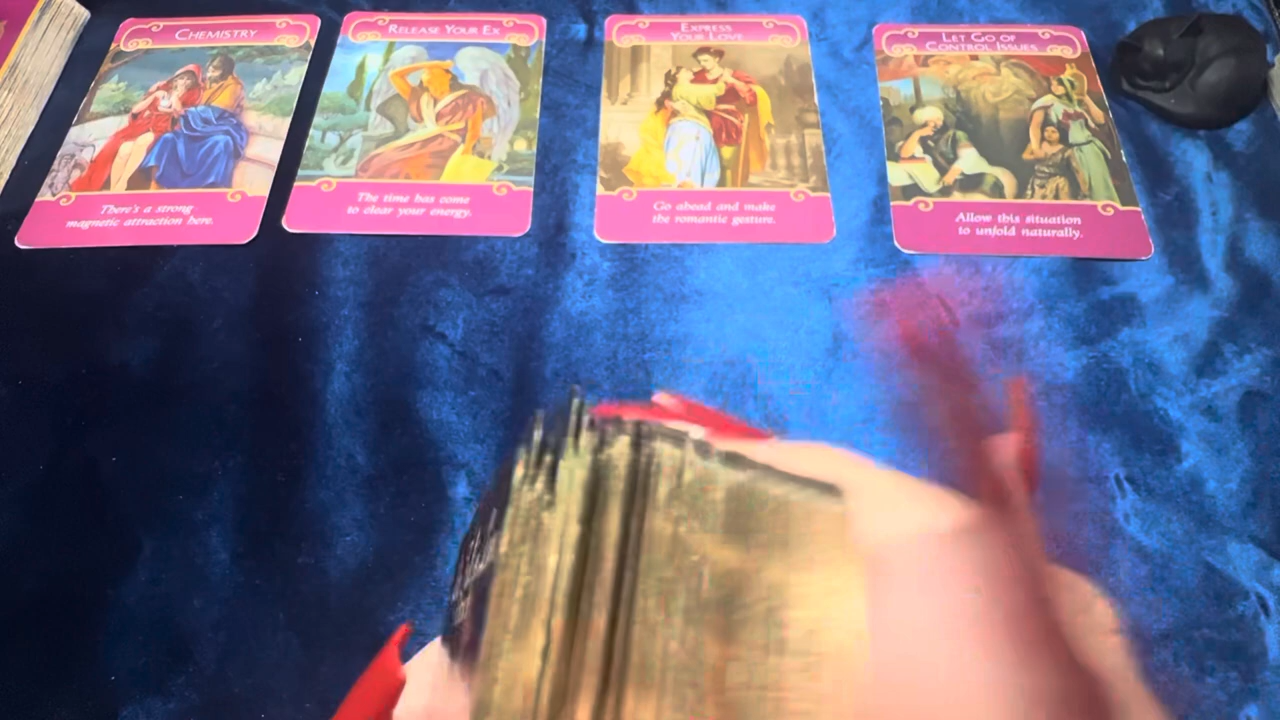 CHEMISTRY
There's a strong
magnetic attraction here.
RELEASE YOUR EX
The time has come
to clear your energy.
EXPRESS
YOUR LOVE
Go ahead and make
the romantic gesture.
LET GO OF
CONTROL ISSUES
Allow this situation
to unfold naturally.